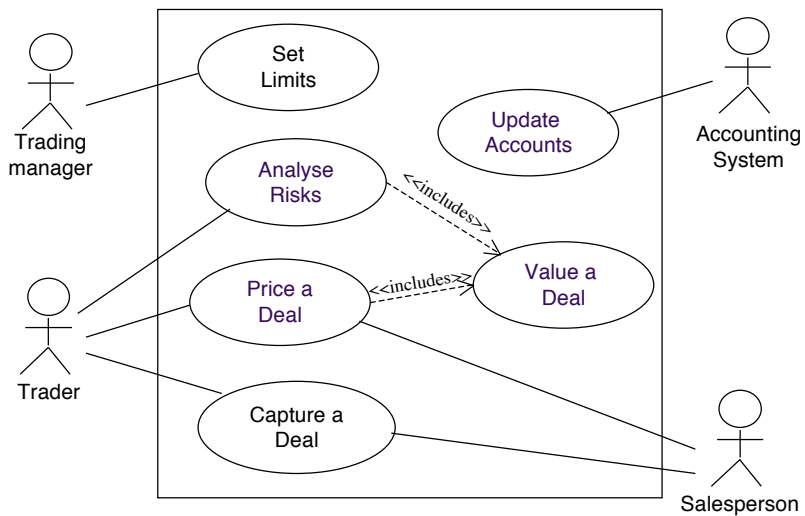 Set
Limits
Trading
manager
Update
Accounts
Accounting
System
Analyse
Risks
<<includes>>
Price a
Deal
<<includes>>
Value a
Deal
Trader
Capture a
Deal
Salesperson